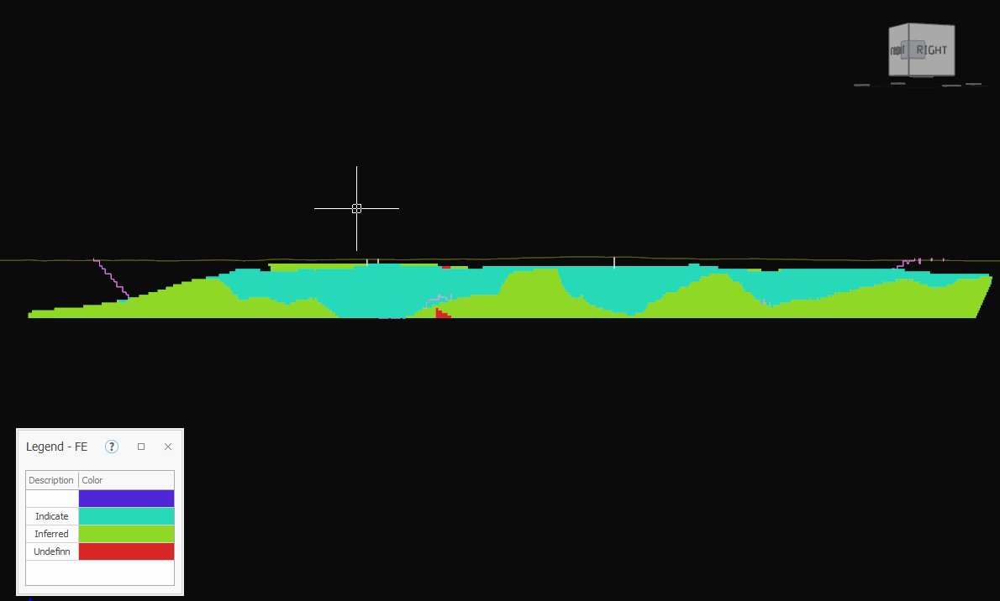 RIGHT
Legend - FE
?
Description Color
Indicate
Inferred
Undefinn